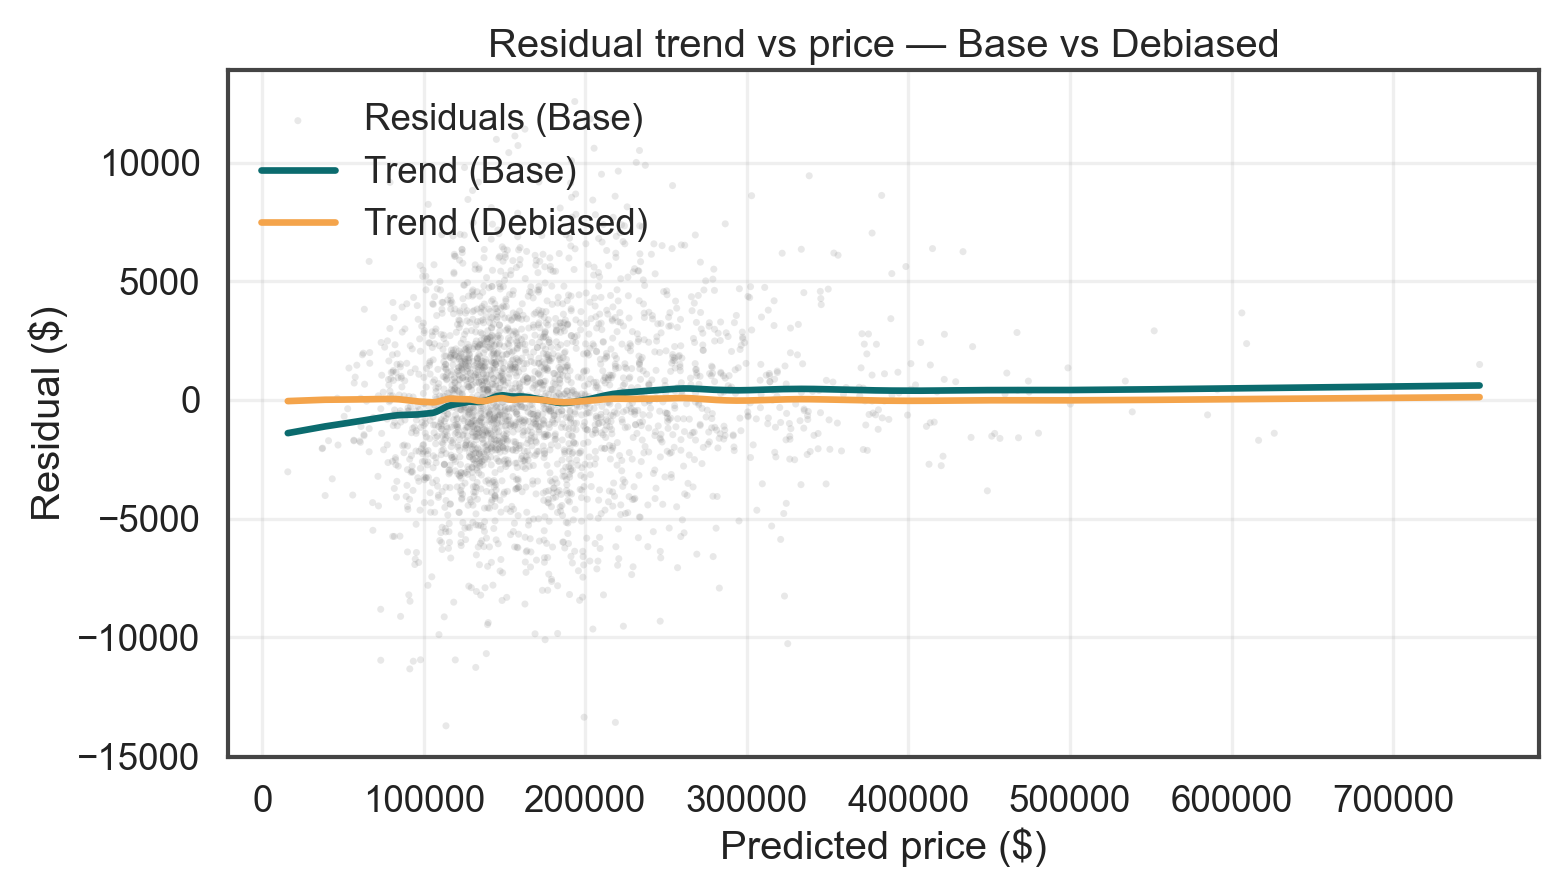 Residual trend vs price — Base vs Debiased
Residuals (Base)
Trend (Base)
Trend (Debiased)
10000
5000
0
−5000
−10000
−15000
Residual ($)
0 100000 200000 300000 400000 500000 600000 700000
Predicted price ($)